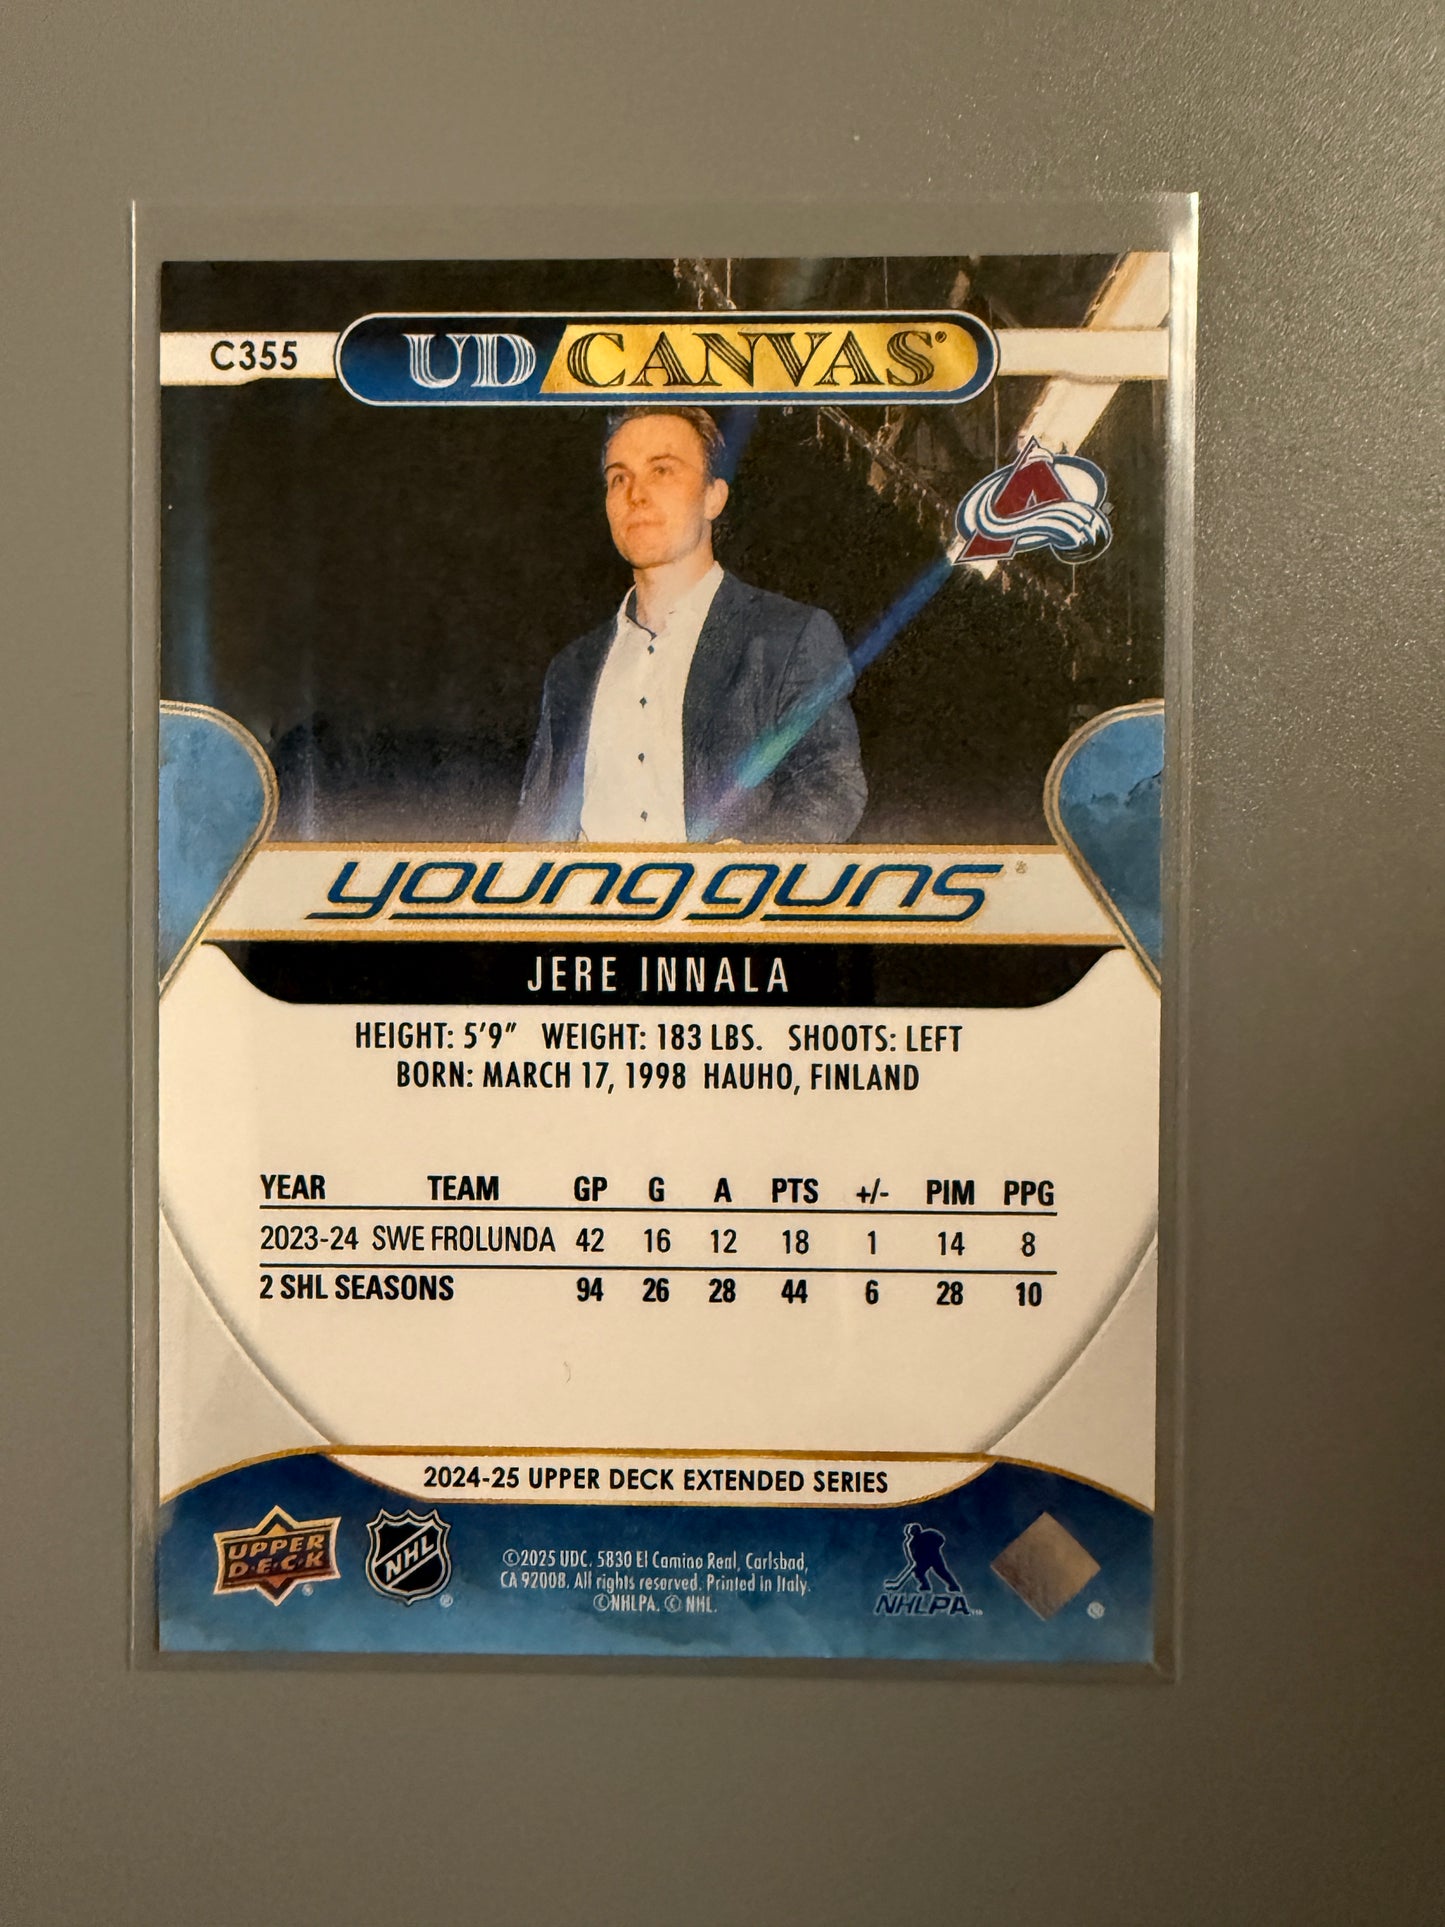 C355 UD CANVAS®
young guns
JERE INNALA
HEIGHT: 5'9" WEIGHT: 183 LBS. SHOOTS: LEFT
BORN: MARCH 17, 1998 HAUHO, FINLAND
YEAR TEAM GP G A PTS +/- PIM PPG
2023-24 SWE FROLUNDA 42 16 12 18 1 14 8
2 SHL SEASONS 94 26 28 44 6 28 10
2024-25 UPPER DECK EXTENDED SERIES
UPPER
D·E·C·K
NHL
©2025 UDC. 5830 El Camino Real, Carlsbad,
CA 92008. All rights reserved. Printed in Italy.
©NHLPA. © NHL.
NHLPA